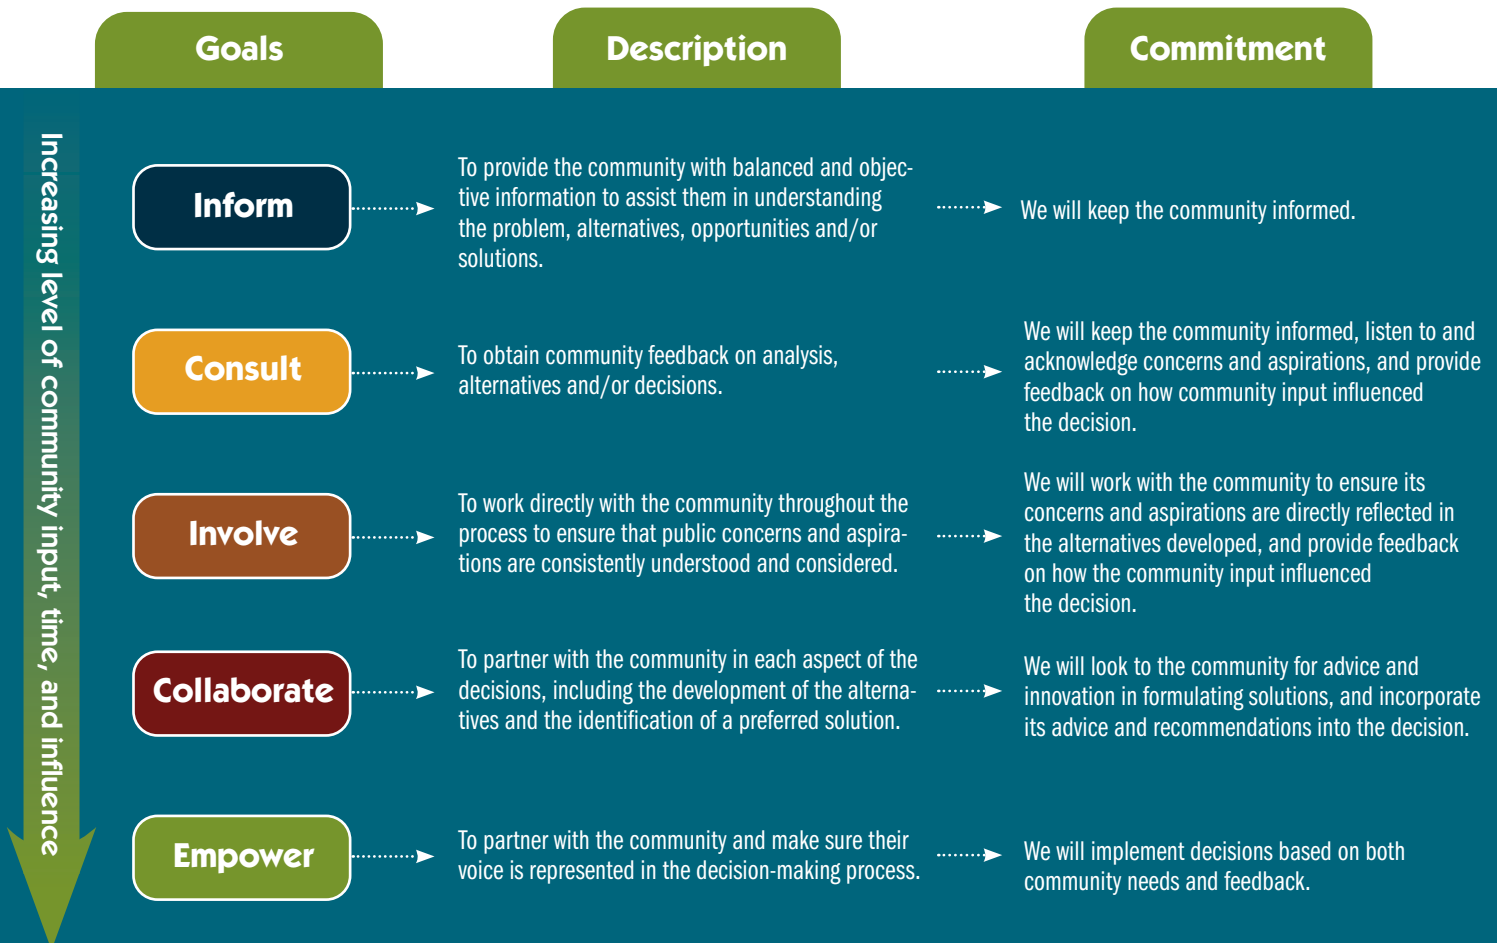 Goals
Description
Commitment
Increasing level of community input, time, and influence
Inform
To provide the community with balanced and objec-
tive information to assist them in understanding
the problem, alternatives, opportunities and/or
solutions.
We will keep the community informed.
Consult
To obtain community feedback on analysis,
alternatives and/or decisions.
We will keep the community informed, listen to and
acknowledge concerns and aspirations, and provide
feedback on how community input influenced
the decision.
Involve
To work directly with the community throughout the
process to ensure that public concerns and aspira-
tions are consistently understood and considered.
We will work with the community to ensure its
concerns and aspirations are directly reflected in
the alternatives developed, and provide feedback
on how the community input influenced
the decision.
Collaborate
To partner with the community in each aspect of the
decisions, including the development of the alterna-
tives and the identification of a preferred solution.
We will look to the community for advice and
innovation in formulating solutions, and incorporate
its advice and recommendations into the decision.
Empower
To partner with the community and make sure their
voice is represented in the decision-making process.
We will implement decisions based on both
community needs and feedback.